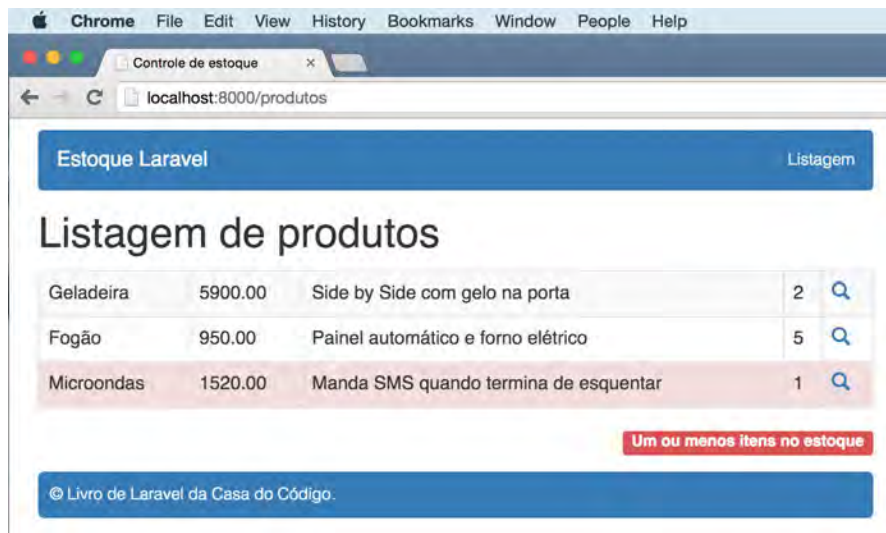 Chrome File Edit View History Bookmarks Window People Help
Controle de estoque ×
localhost:8000/produtos
Estoque Laravel Listagem
Listagem de produtos
Geladeira 5900.00 Side by Side com gelo na porta 2
Fogão 950.00 Painel automático e forno elétrico 5
Microondas 1520.00 Manda SMS quando termina de esquentar 1
Um ou menos itens no estoque
© Livro de Laravel da Casa do Código.